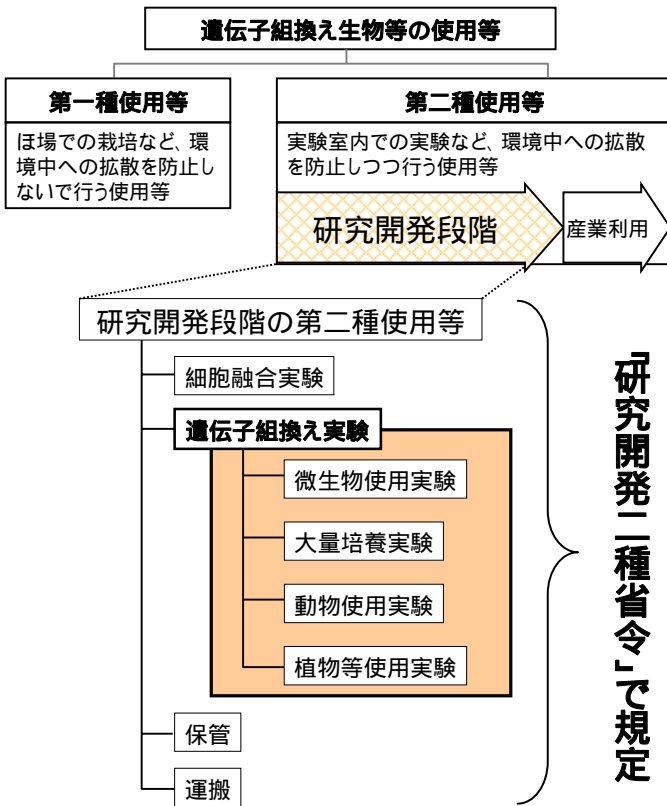 遺伝子組換え生物等の使用等
第一種使用等
ほ場での栽培など、環
境中への拡散を防止し
ないで行う使用等
第二種使用等
実験室内での実験など、環境中への拡散
を防止しつつ行う使用等
研究開発段階
産業利用
研究開発段階の第二種使用等
細胞融合実験
遺伝子組換え実験
微生物使用実験
大量培養実験
動物使用実験
植物等使用実験
保管
運搬
「研究開発二種省令」で規定